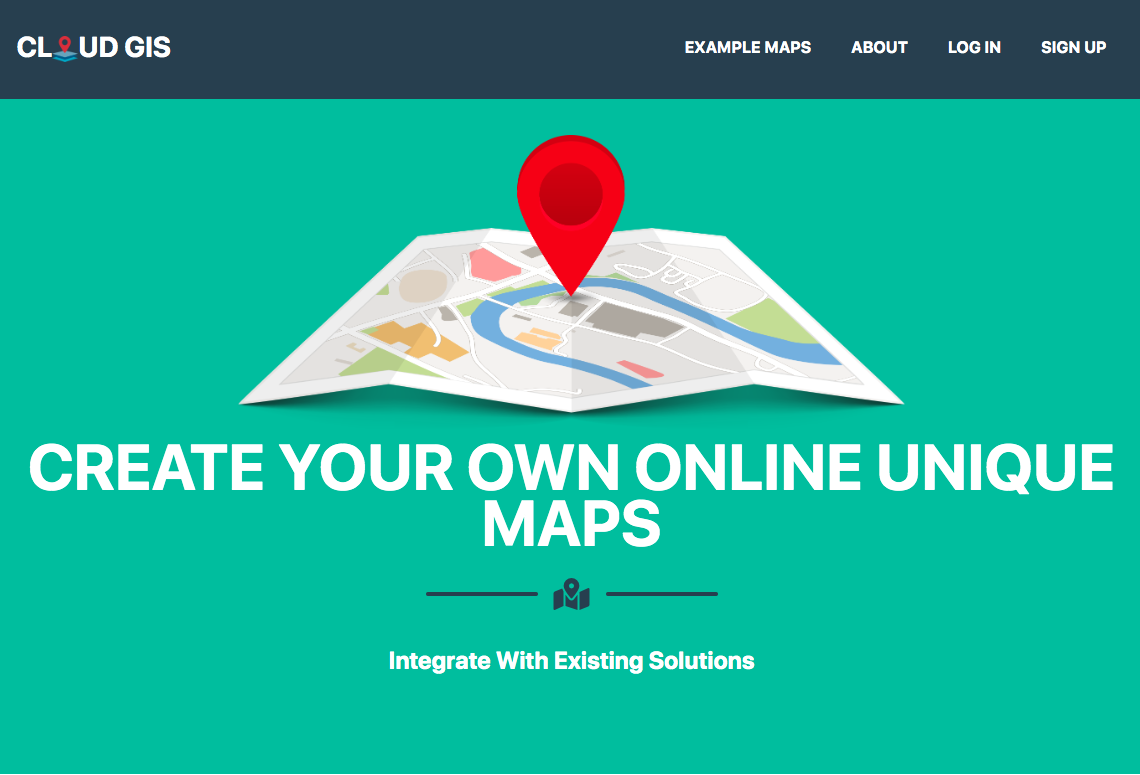 CLOUD GIS
EXAMPLE MAPS
ABOUT
LOG IN
SIGN UP
CREATE YOUR OWN ONLINE UNIQUE
MAPS
Integrate With Existing Solutions